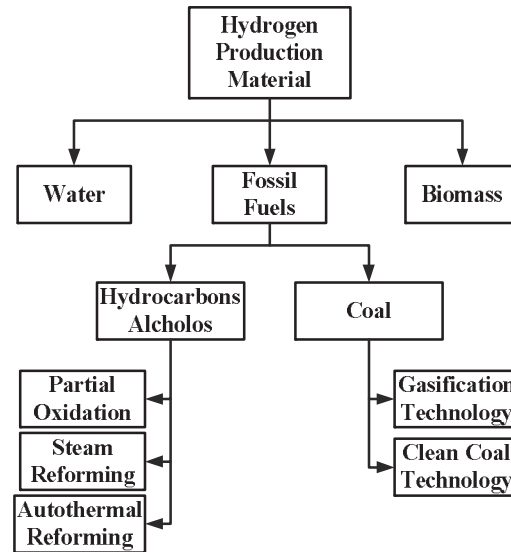 Hydrogen
Production
Material
Water
Fossil
Fuels
Biomass
Hydrocarbons
Alcholos
Coal
Partial
Oxidation
Steam
Reforming
Autothermal
Reforming
Gasification
Technology
Clean Coal
Technology